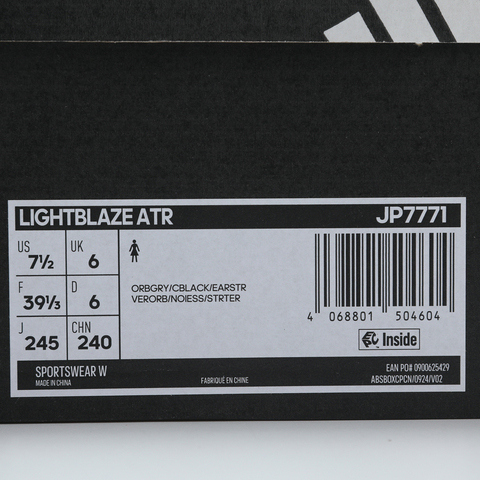 LIGHTBLAZE ATR JP7771
US 7½ UK 6
F 39⅓ D 6
J 245 CHN 240
ORBGRY/CBLACK/EARSTR
VERORB/NOIESS/STRTER
4 068801 504604
Inside
SPORTSWEAR W
MADE IN CHINA
FABRIQUÉ EN CHINE
EAN PO# 0900625429
ABSBOXCPCN/0924/V02